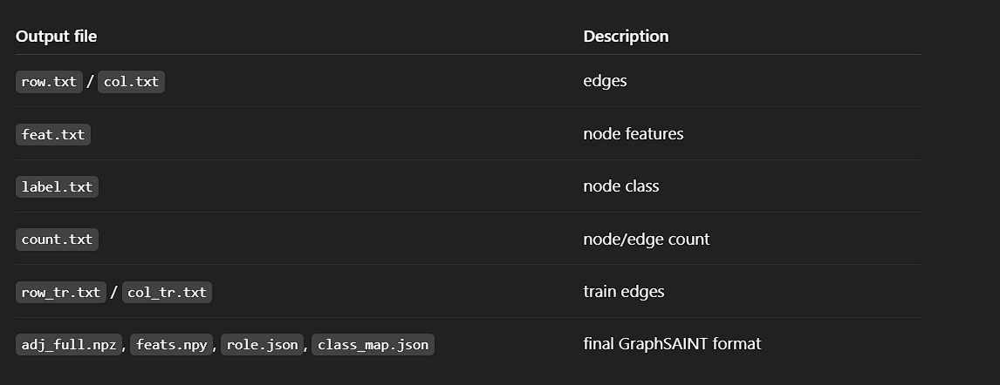 Output file Description
row.txt / col.txt edges
feat.txt node features
label.txt node class
count.txt node/edge count
row_tr.txt / col_tr.txt train edges
adj_full.npz, feats.npy, role.json, class_map.json final GraphSAINT format